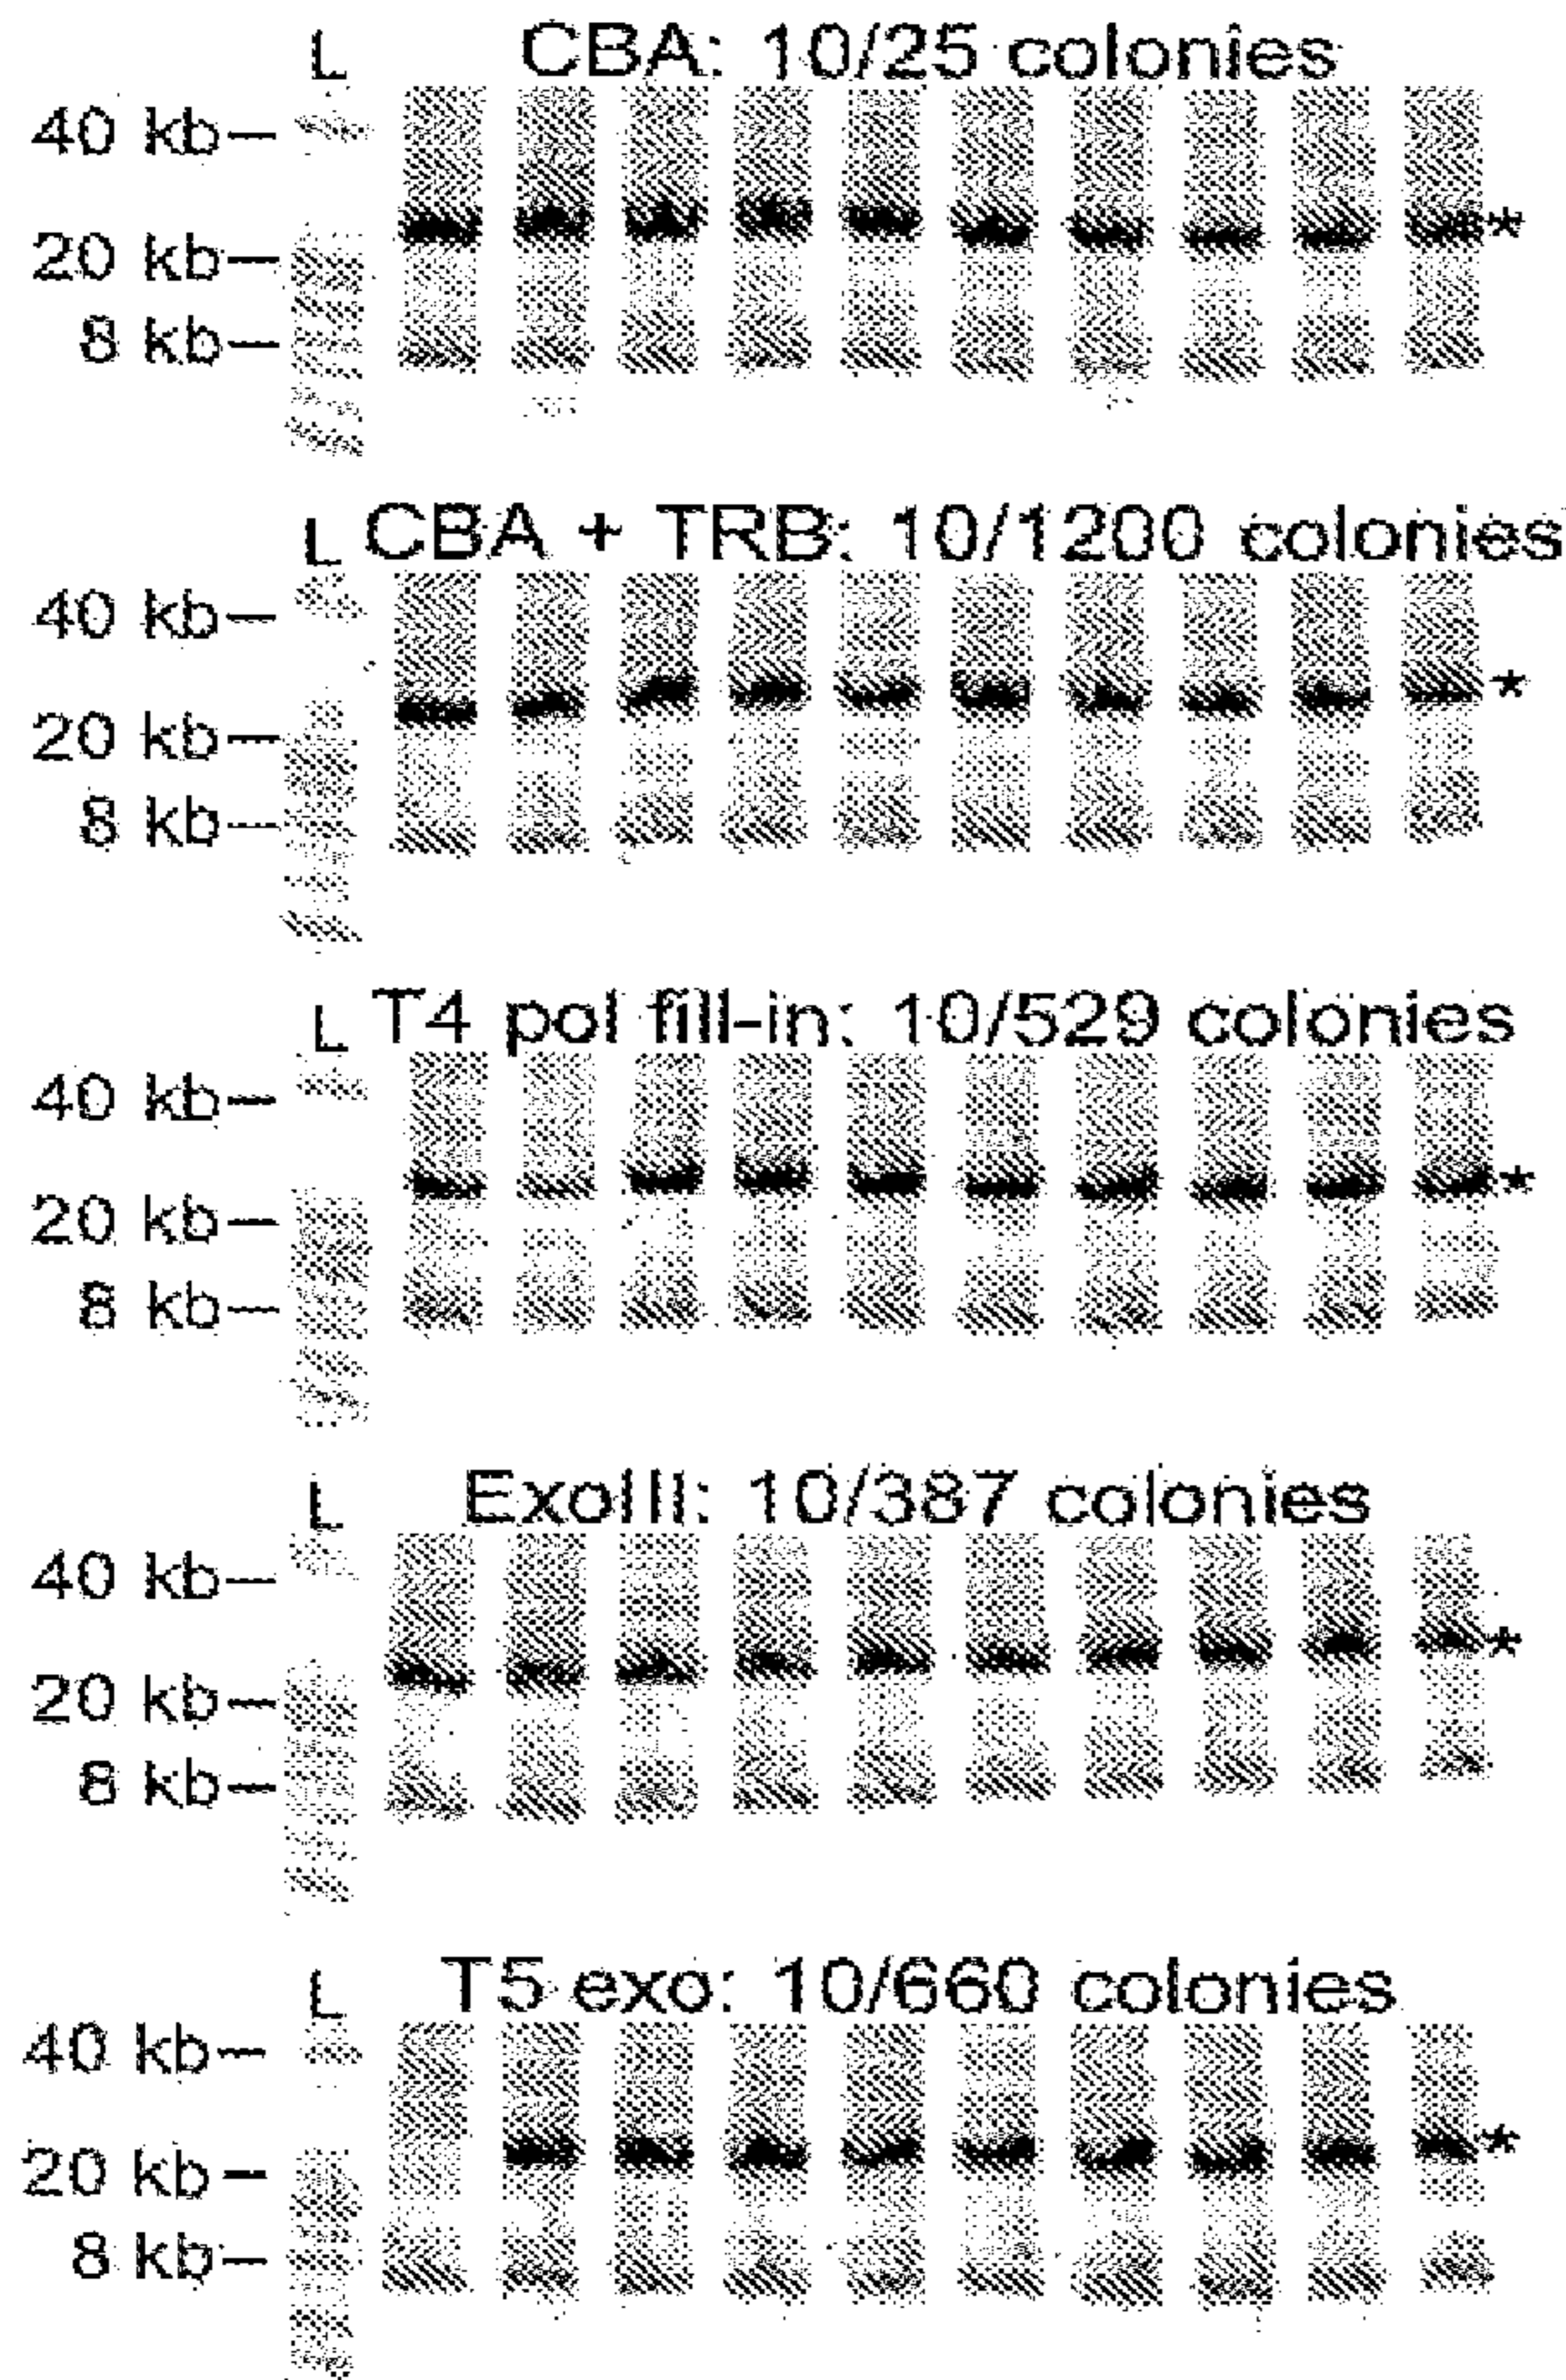 L CBA: 10/25 colonies
40 kb
*
20 kb
8 kb
L CBA + TRB: 10/1200 colonies
40 kb
*
20 kb
8 kb
L T4 pol fill-in: 10/529 colonies
40 kb
*
20 kb
8 kb
L ExoIII: 10/387 colonies
40 kb
*
20 kb
8 kb
L T5 exo: 10/660 colonies
40 kb
*
20 kb
8 kb